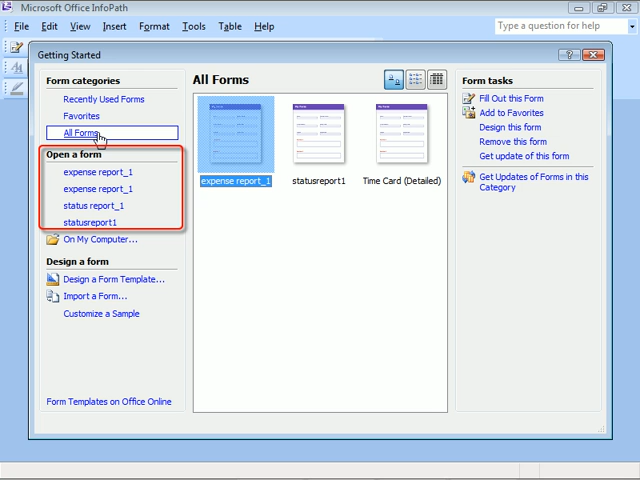 Microsoft Office InfoPath
File Edit View Insert Format Tools Table Help
Type a question for help
Getting Started
Form categories
Recently Used Forms
Favorites
All Forms
Open a form
expense report_1
expense report_1
status report_1
statusreport1
On My Computer...
Design a form
Design a Form Template...
Import a Form...
Customize a Sample
Form Templates on Office Online
All Forms
expense report_1
statusreport1
Time Card (Detailed)
Form tasks
Fill Out this Form
Add to Favorites
Design this form
Remove this form
Get update of this form
Get Updates of Forms in this
Category